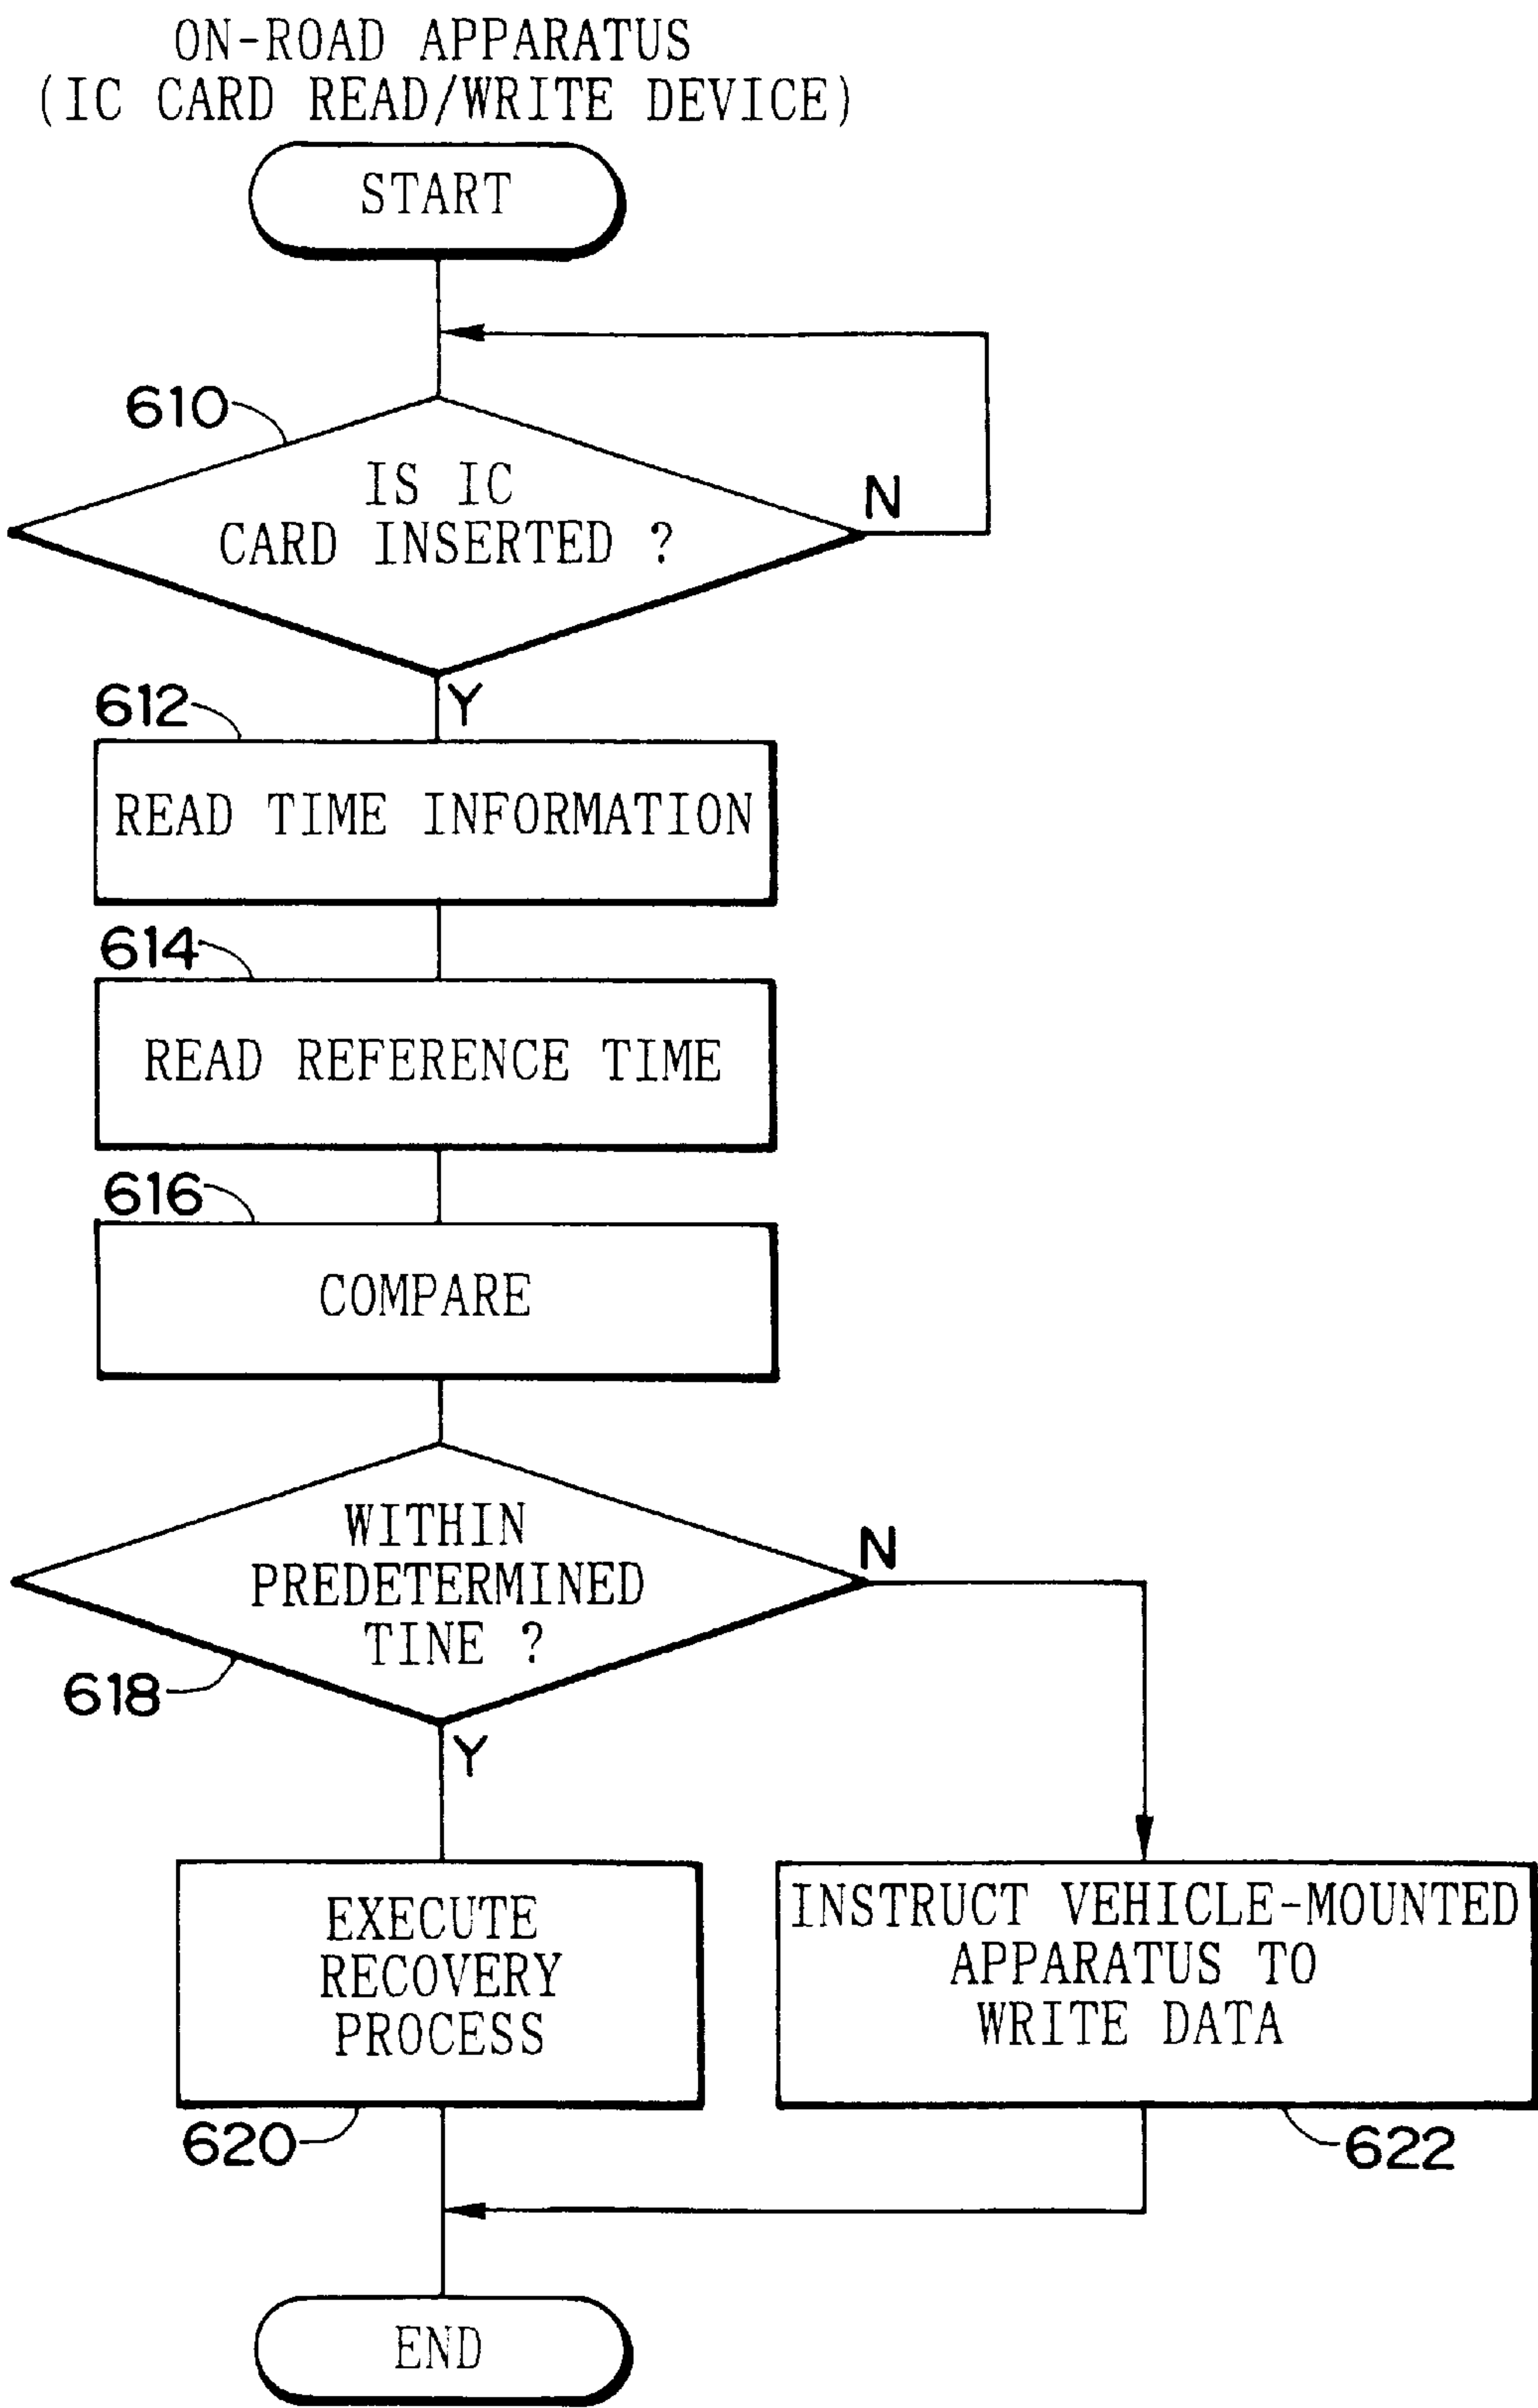 ON-ROAD APPARATUS
(IC CARD READ/WRITE DEVICE)
START
610
IS IC
CARD INSERTED ?
N
Y
612
READ TIME INFORMATION
614
READ REFERENCE TIME
616
COMPARE
WITHIN
PREDETERMINED
TINE ?
N
618
Y
EXECUTE
RECOVERY
PROCESS
INSTRUCT VEHICLE-MOUNTED
APPARATUS TO
WRITE DATA
620
622
END